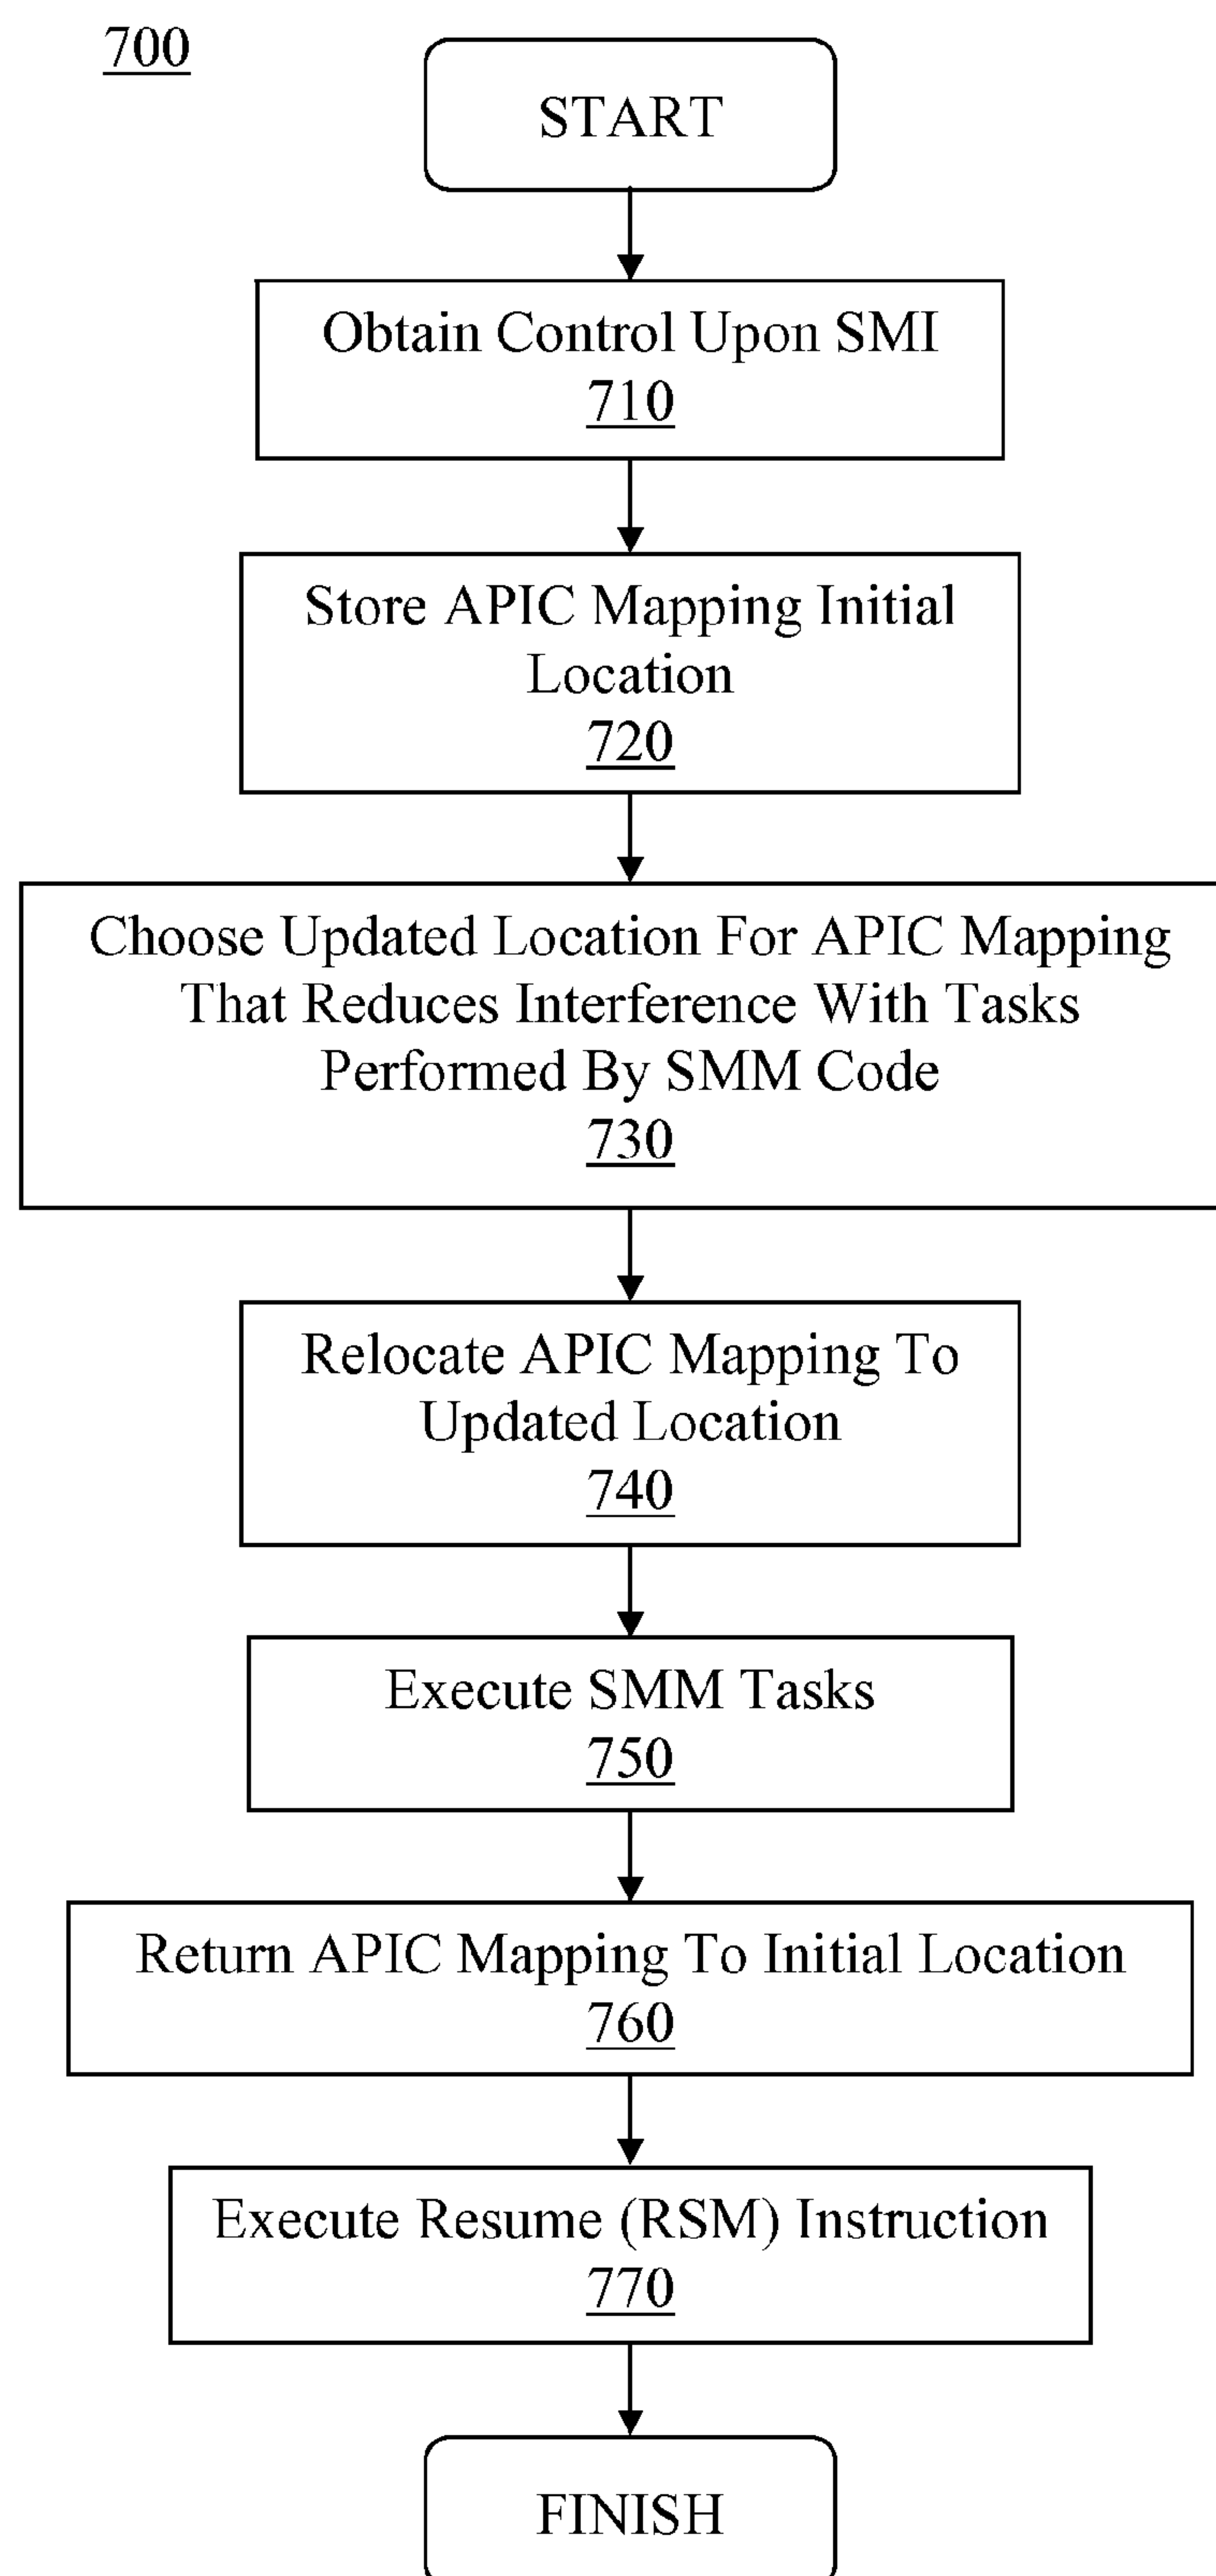 700
START
Obtain Control Upon SMI
710
Store APIC Mapping Initial
Location
720
Choose Updated Location For APIC Mapping
That Reduces Interference With Tasks
Performed By SMM Code
730
Relocate APIC Mapping To
Updated Location
740
Execute SMM Tasks
750
Return APIC Mapping To Initial Location
760
Execute Resume (RSM) Instruction
770
FINISH